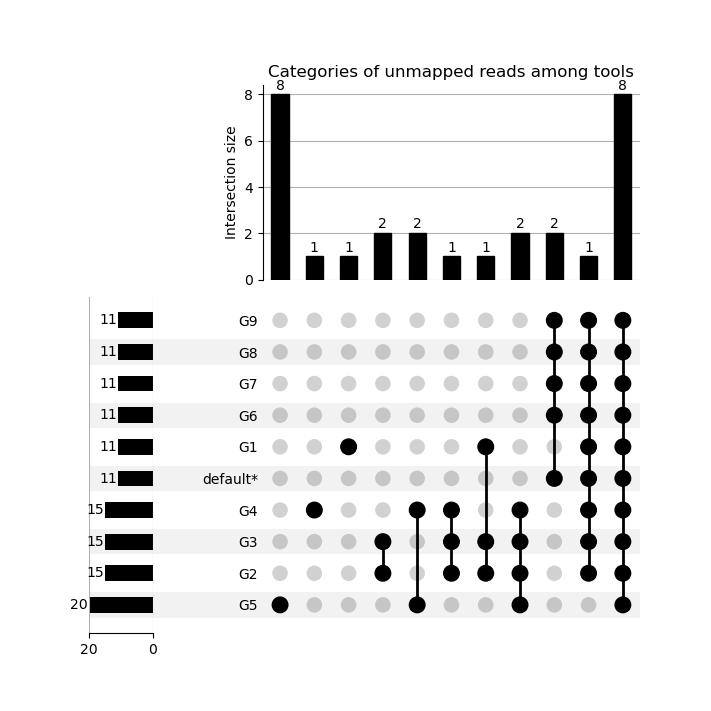 Categories of unmapped reads among tools
8 1 1 2 2 1 1 2 2 1 8
Intersection size
8
6
4
2
0
11 G9
11 G8
11 G7
11 G6
11 G1
11 default*
15 G4
15 G3
15 G2
20 G5
20 0